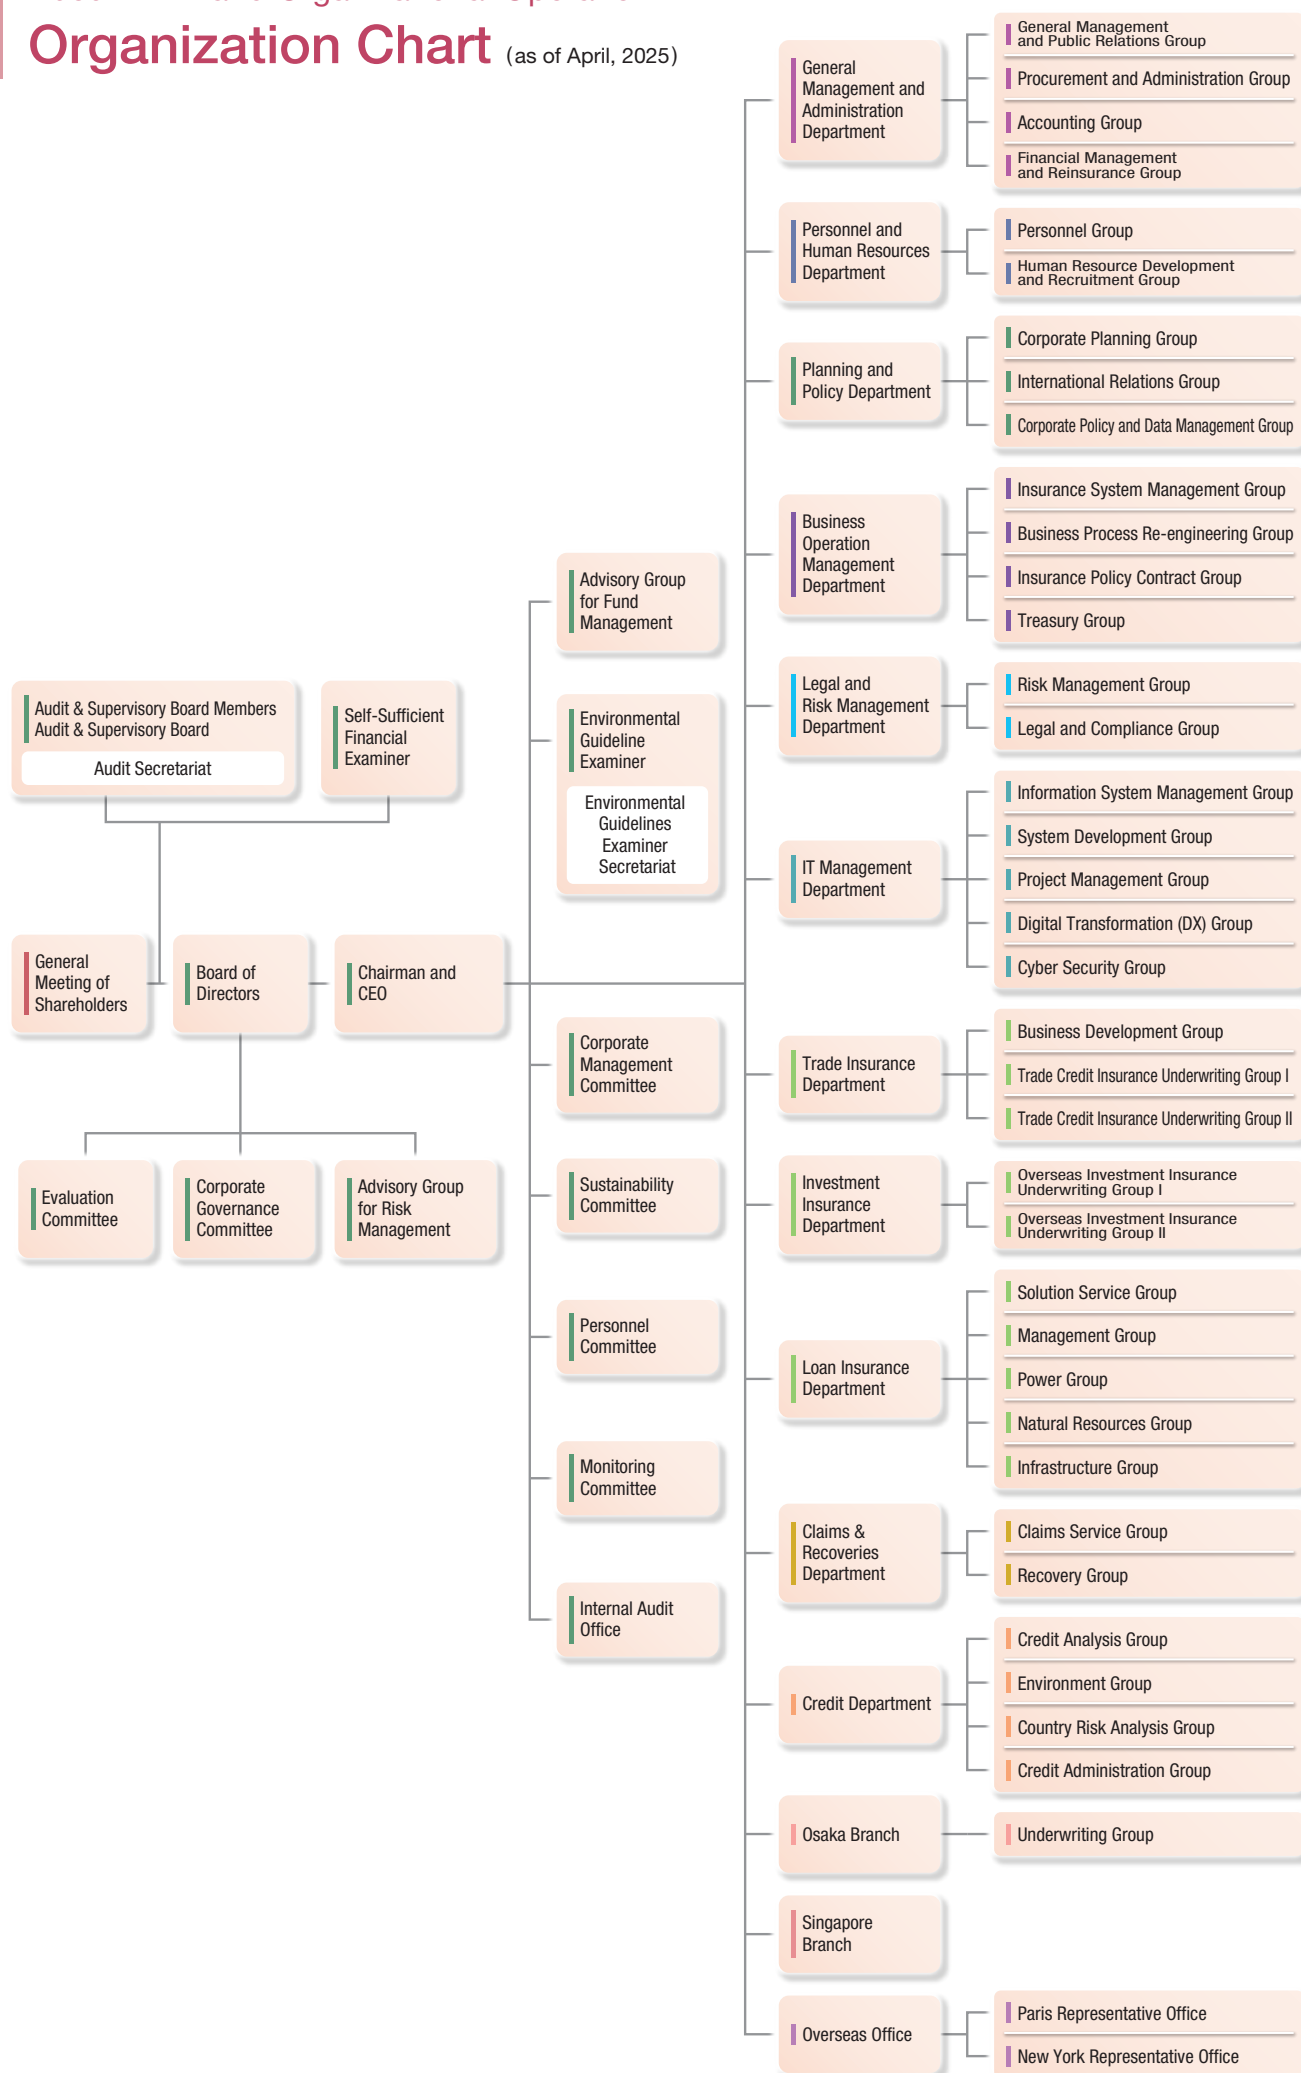 Organization Chart (as of April, 2025)
General
Management and
Administration
Department
General Management
and Public Relations Group
Procurement and Administration Group
Accounting Group
Financial Management
and Reinsurance Group
Personnel and
Human Resources
Department
Personnel Group
Human Resource Development
and Recruitment Group
Planning and
Policy Department
Corporate Planning Group
International Relations Group
Corporate Policy and Data Management Group
Business
Operation
Management
Department
Insurance System Management Group
Business Process Re-engineering Group
Insurance Policy Contract Group
Treasury Group
Advisory Group
for Fund
Management
Legal and
Risk Management
Department
Risk Management Group
Legal and Compliance Group
Audit & Supervisory Board Members
Audit & Supervisory Board
Audit Secretariat
Self-Sufficient
Financial
Examiner
Environmental
Guideline
Examiner
Environmental
Guidelines
Examiner
Secretariat
IT Management
Department
Information System Management Group
System Development Group
Project Management Group
Digital Transformation (DX) Group
Cyber Security Group
General
Meeting of
Shareholders
Board of
Directors
Chairman and
CEO
Corporate
Management
Committee
Trade Insurance
Department
Business Development Group
Trade Credit Insurance Underwriting Group I
Trade Credit Insurance Underwriting Group II
Evaluation
Committee
Corporate
Governance
Committee
Advisory Group
for Risk
Management
Sustainability
Committee
Investment
Insurance
Department
Overseas Investment Insurance
Underwriting Group I
Overseas Investment Insurance
Underwriting Group II
Personnel
Committee
Loan Insurance
Department
Solution Service Group
Management Group
Power Group
Natural Resources Group
Infrastructure Group
Monitoring
Committee
Claims &
Recoveries
Department
Claims Service Group
Recovery Group
Internal Audit
Office
Credit Department
Credit Analysis Group
Environment Group
Country Risk Analysis Group
Credit Administration Group
Osaka Branch
Underwriting Group
Singapore
Branch
Overseas Office
Paris Representative Office
New York Representative Office